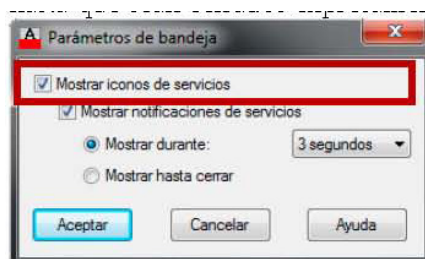 Parámetros de bandeja
Mostrar iconos de servicios
Mostrar notificaciones de servicios
Mostrar durante: 3 segundos
Mostrar hasta cerrar
Aceptar Cancelar Ayuda